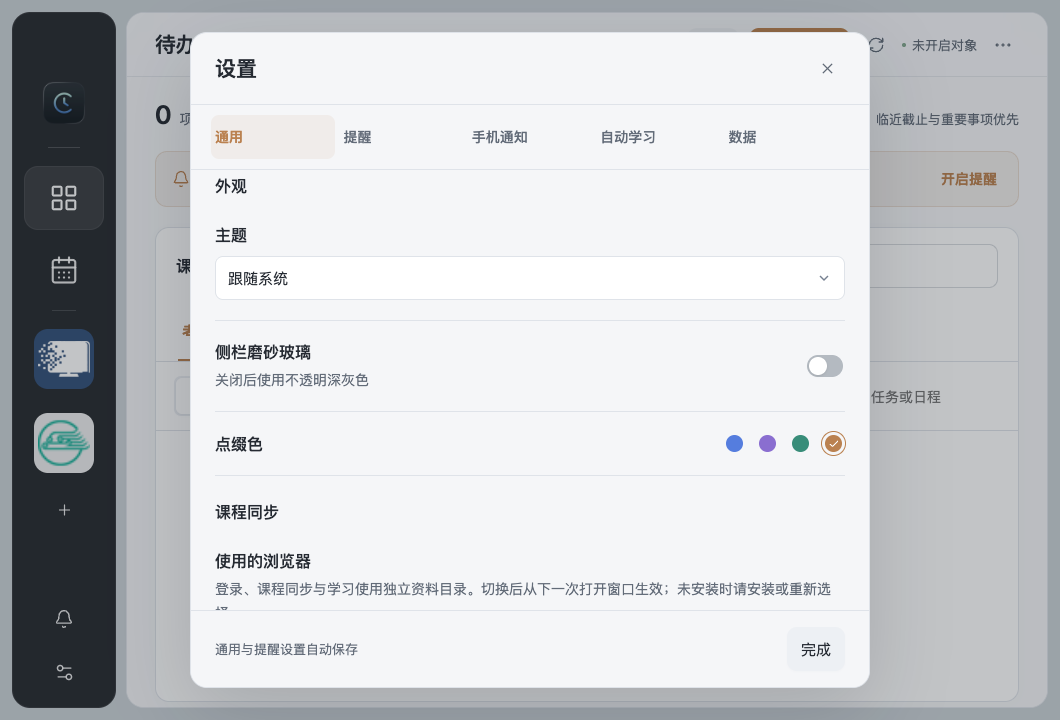 待办
未开启对象
0 项
临近截止与重要事项优先
开启提醒
课
任务或日程
设置
通用
提醒
手机通知
自动学习
数据
外观
主题
跟随系统
侧栏磨砂玻璃
关闭后使用不透明深灰色
点缀色
课程同步
使用的浏览器
登录、课程同步与学习使用独立资料目录。切换后从下一次打开窗口生效；未安装时请安装或重新选
择。
通用与提醒设置自动保存
完成